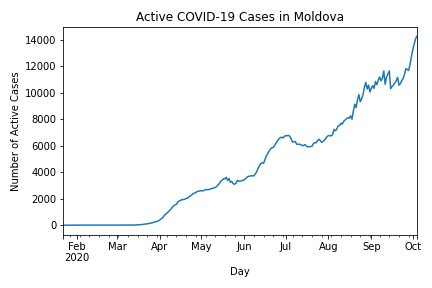 Active COVID-19 Cases in Moldova
Number of Active Cases
14000
12000
10000
8000
6000
4000
2000
0
Feb Mar Apr May Jun Jul Aug Sep Oct
2020
Day